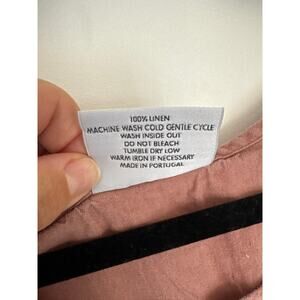 100% LINEN
MACHINE WASH COLD GENTLE CYCLE
WASH INSIDE OUT
DO NOT BLEACH
TUMBLE DRY LOW
WARM IRON IF NECESSARY
MADE IN PORTUGAL